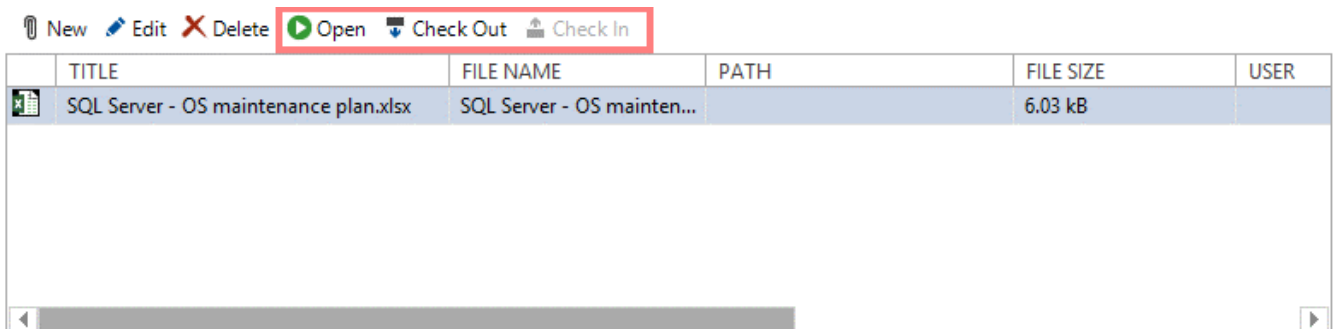 New Edit Delete Open Check Out Check In
TITLE FILE NAME PATH FILE SIZE USER
SQL Server - OS maintenance plan.xlsx SQL Server - OS mainten... 6.03 kB